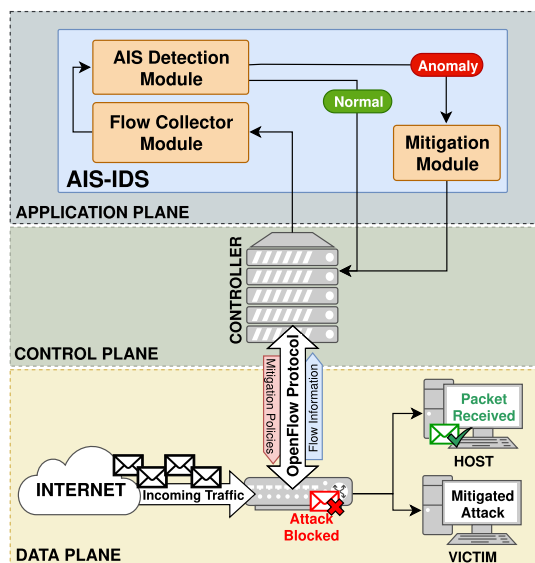 AIS Detection
Module
Anomaly
Normal
Flow Collector
Module
Mitigation
Module
AIS-IDS
APPLICATION PLANE
CONTROLLER
CONTROL PLANE
Mitigation Policies
OpenFlow Protocol
Flow Information
Packet
Received
HOST
INTERNET
Incoming Traffic
Attack
Blocked
Mitigated
Attack
VICTIM
DATA PLANE